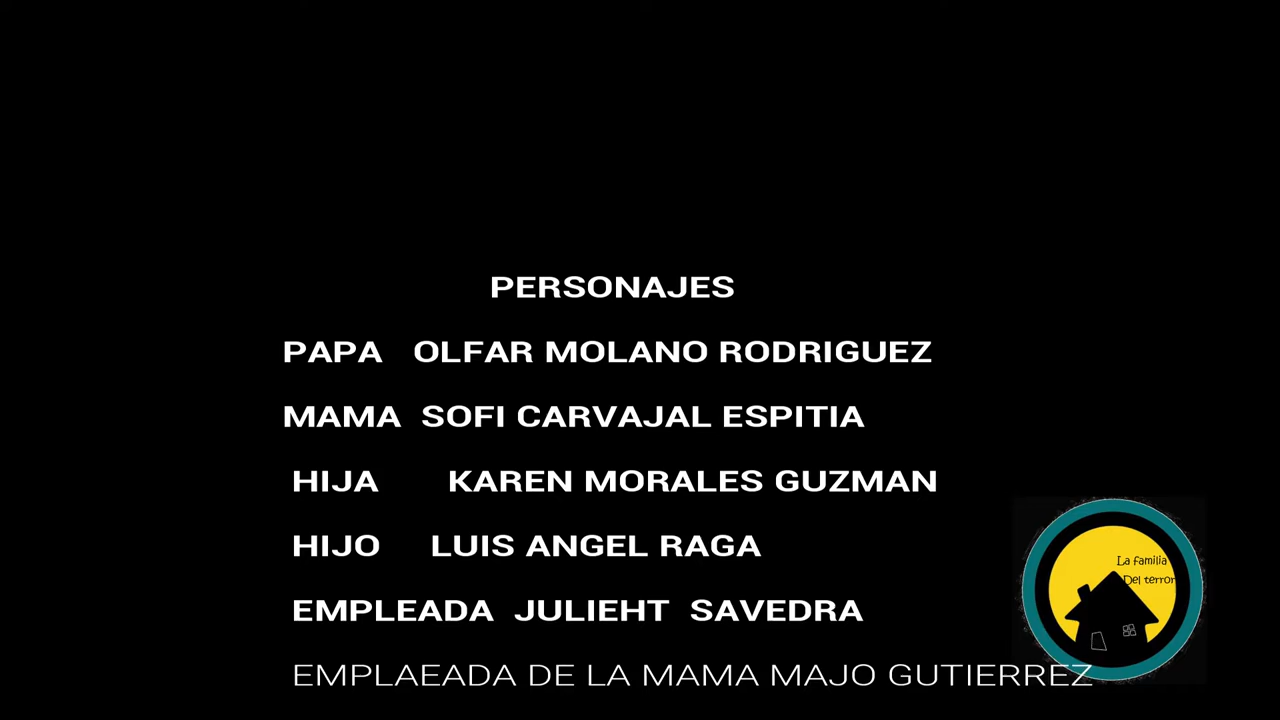 PERSONAJES
PAPA OLFAR MOLANO RODRIGUEZ
MAMA SOFI CARVAJAL ESPITIA
HIJA KAREN MORALES GUZMAN
HIJO LUIS ANGEL RAGA
La familia
Del terror
EMPLEADA JULIEHT SAVEDRA
EMPLAEADA DE LA MAMA MAJO GUTIERREZ